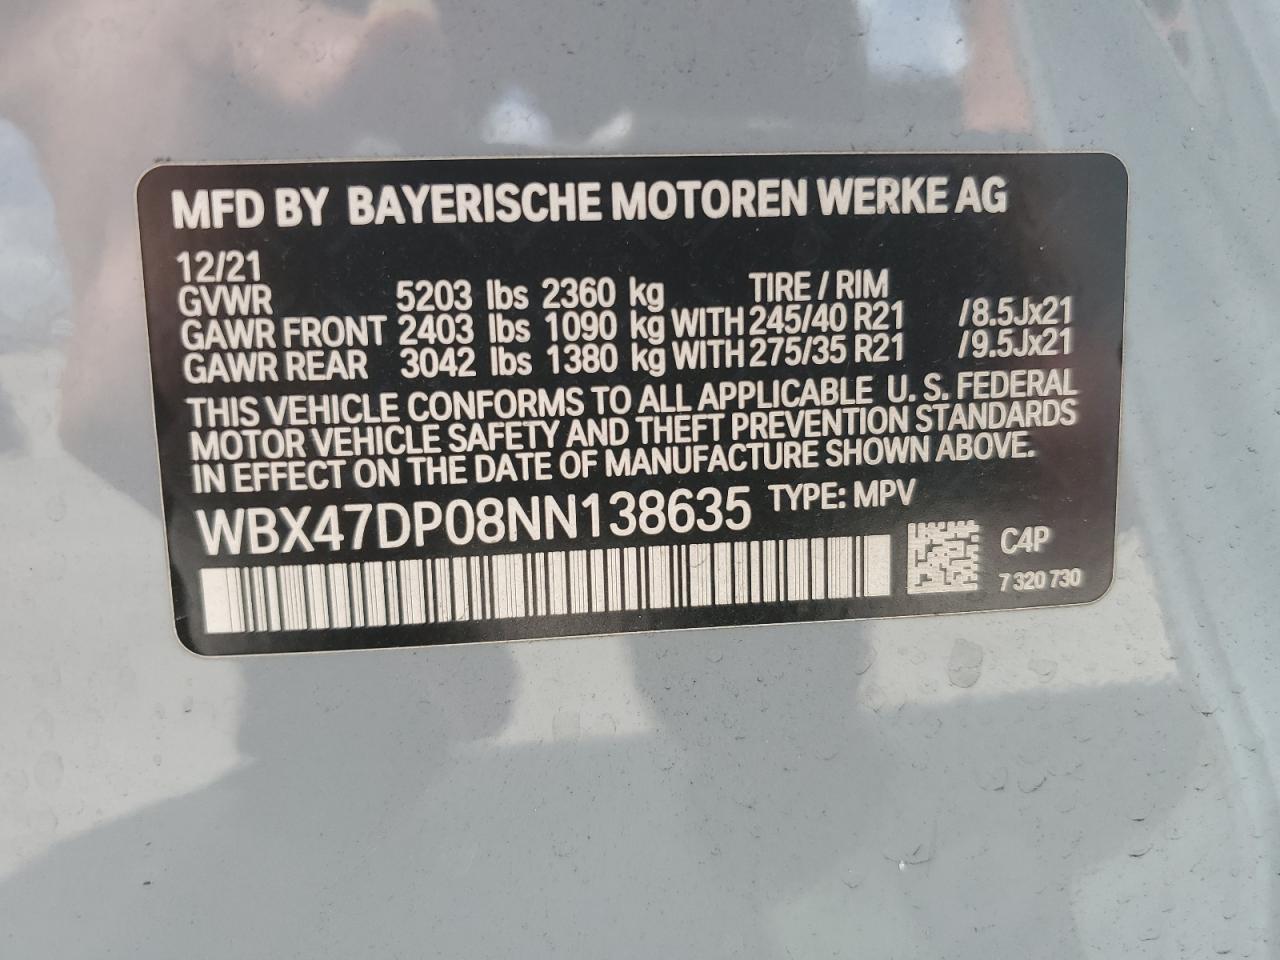 MFD BY BAYERISCHE MOTOREN WERKE AG
12/21 TIRE / RIM
GVWR 5203 lbs 2360 kg
GAWR FRONT 2403 lbs 1090 kg WITH 245/40 R21 /8.5Jx21
GAWR REAR 3042 lbs 1380 kg WITH 275/35 R21 /9.5Jx21
THIS VEHICLE CONFORMS TO ALL APPLICABLE U. S. FEDERAL
MOTOR VEHICLE SAFETY AND THEFT PREVENTION STANDARDS
IN EFFECT ON THE DATE OF MANUFACTURE SHOWN ABOVE.
WBX47DP08NN138635 TYPE: MPV
C4P
7 320 730